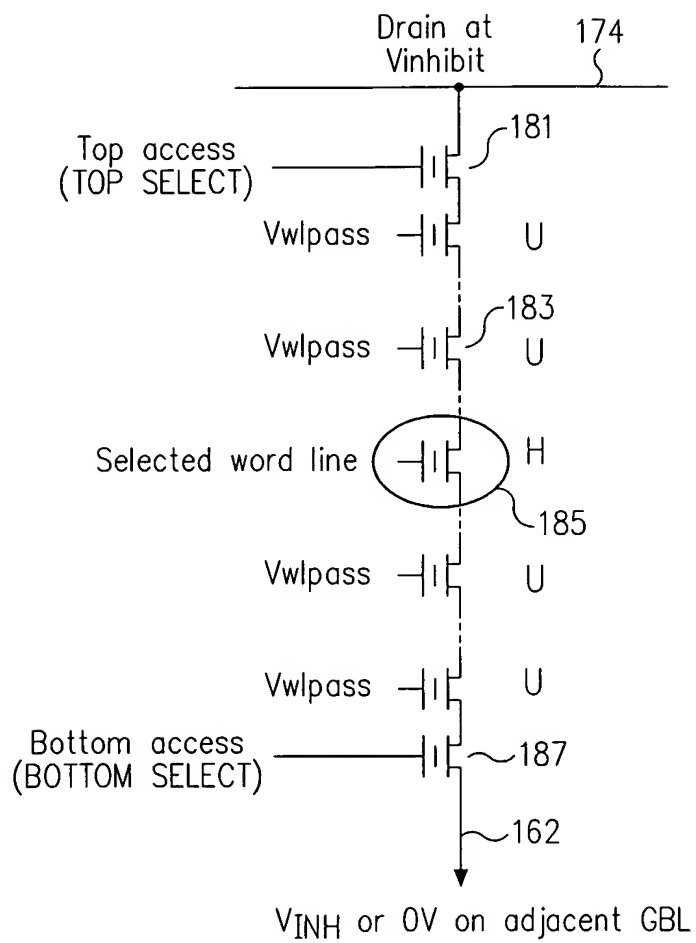 Drain at
Vinhibit
174
181
Top access
(TOP SELECT)
Vwlpass
U
183
Vwlpass
U
Selected word line
H
185
Vwlpass
U
Vwlpass
U
Bottom access
(BOTTOM SELECT)
187
162
VINH or 0V on adjacent GBL